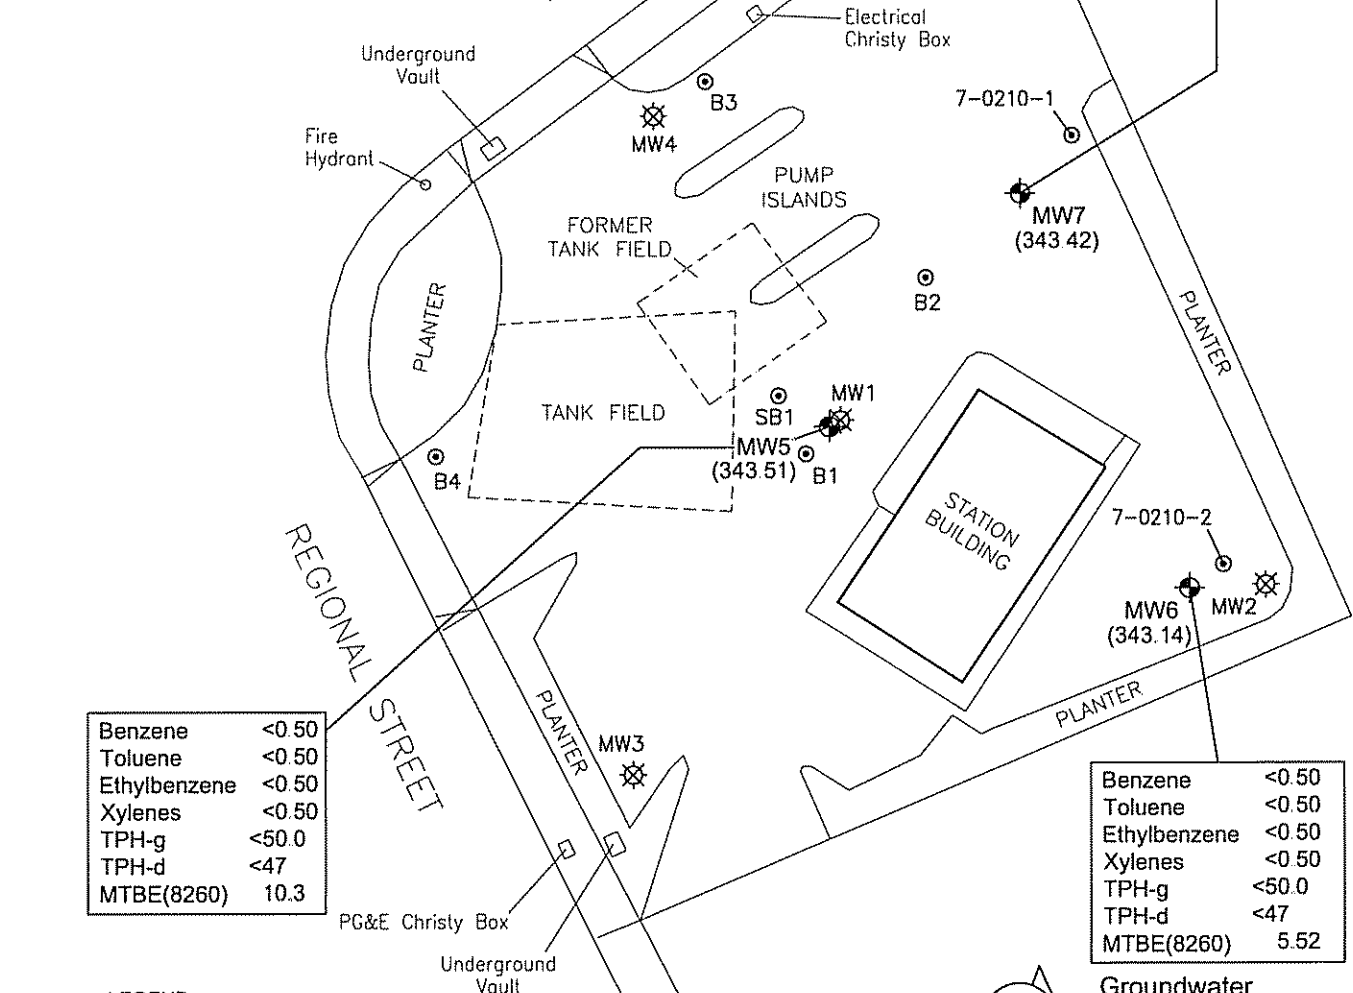 Electrical
Christy Box
Underground
Vault
B3
7-0210-1
MW4
Fire
Hydrant
PUMP
ISLANDS
MW7
(343.42)
FORMER
TANK FIELD
B2
PLANTER
PLANTER
MW1
TANK FIELD
SB1
MW5
(343.51)
B1
B4
STATION
BUILDING
7-0210-2
REGIONAL STREET
MW6
(343.14)
MW2
PLANTER
PLANTER
MW3
Benzene <0.50
Toluene <0.50
Ethylbenzene <0.50
Xylenes <0.50
TPH-g <50.0
TPH-d <47
MTBE(8260) 10.3
Benzene <0.50
Toluene <0.50
Ethylbenzene <0.50
Xylenes <0.50
TPH-g <50.0
TPH-d <47
MTBE(8260) 5.52
PG&E Christy Box
Underground
Vault
Groundwater